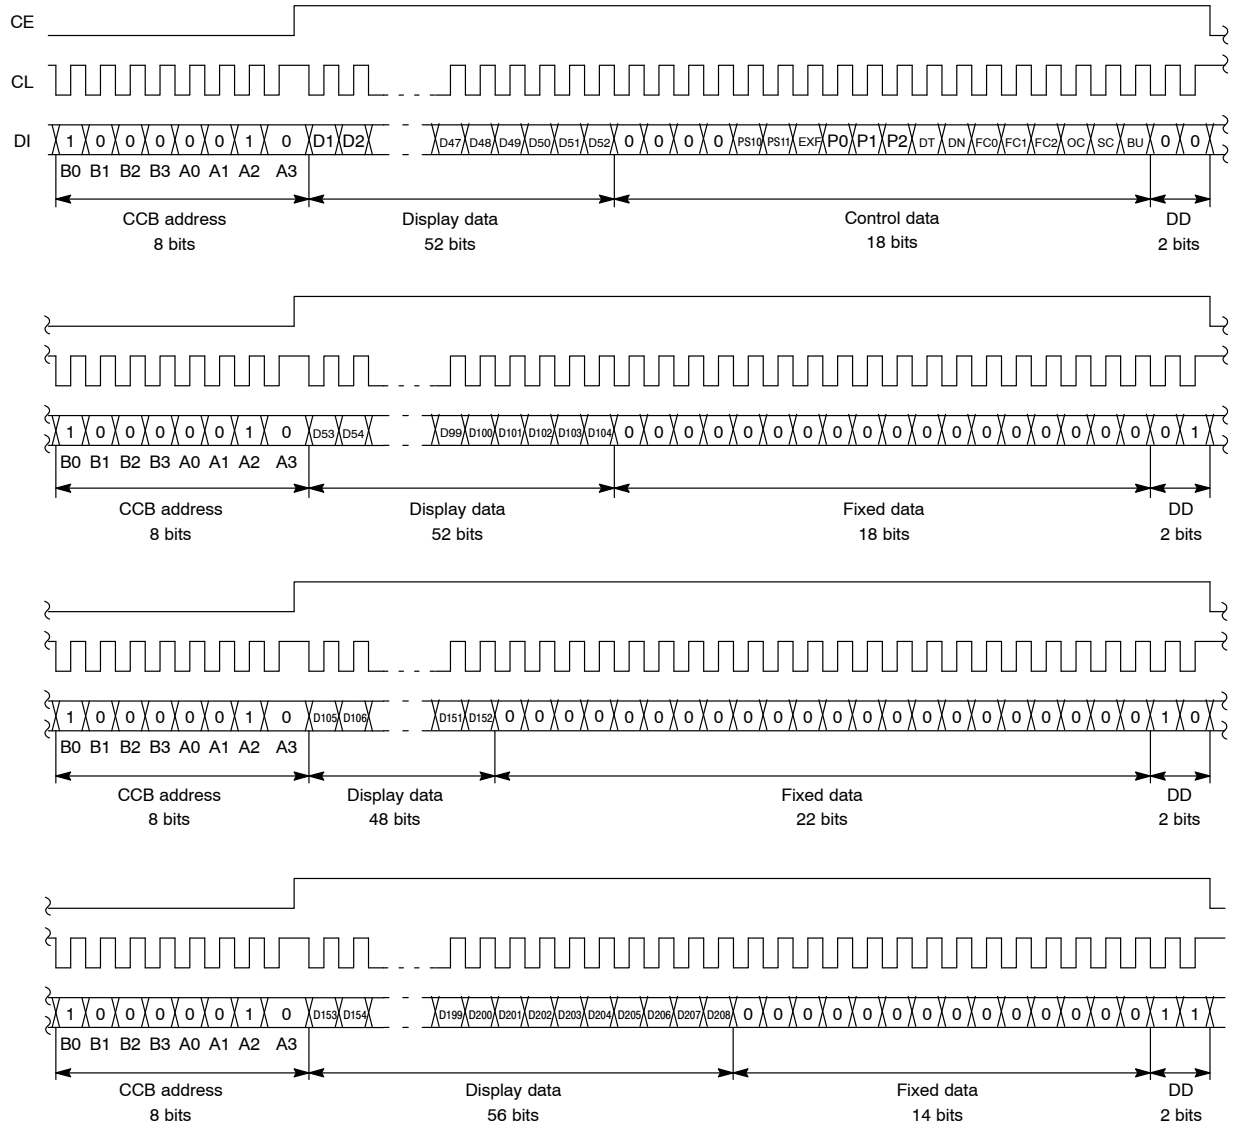 CE
CL
DI 1 0 0 0 0 0 1 0 D1 D2 D47 D48 D49 D50 D51 D52 0 0 0 0 PS10 PS11 EXF P0 P1 P2 DT DN FC0 FC1 FC2 OC SC BU 0 0
B0 B1 B2 B3 A0 A1 A2 A3
CCB address Display data Control data DD
8 bits 52 bits 18 bits 2 bits
1 0 0 0 0 0 1 0 D53 D54 D99 D100 D101 D102 D103 D104 0 0 0 0 0 0 0 0 0 0 0 0 0 0 0 0 0 0 0 1
B0 B1 B2 B3 A0 A1 A2 A3
CCB address Display data Fixed data DD
8 bits 52 bits 18 bits 2 bits
1 0 0 0 0 0 1 0 D105 D106 D151 D152 0 0 0 0 0 0 0 0 0 0 0 0 0 0 0 0 0 0 0 0 0 0 1 0
B0 B1 B2 B3 A0 A1 A2 A3
CCB address Display data Fixed data DD
8 bits 48 bits 22 bits 2 bits
1 0 0 0 0 0 1 0 D153 D154 D199 D200 D201 D202 D203 D204 D205 D206 D207 D208 0 0 0 0 0 0 0 0 0 0 0 0 0 0 1 1
B0 B1 B2 B3 A0 A1 A2 A3
CCB address Display data Fixed data DD
8 bits 56 bits 14 bits 2 bits